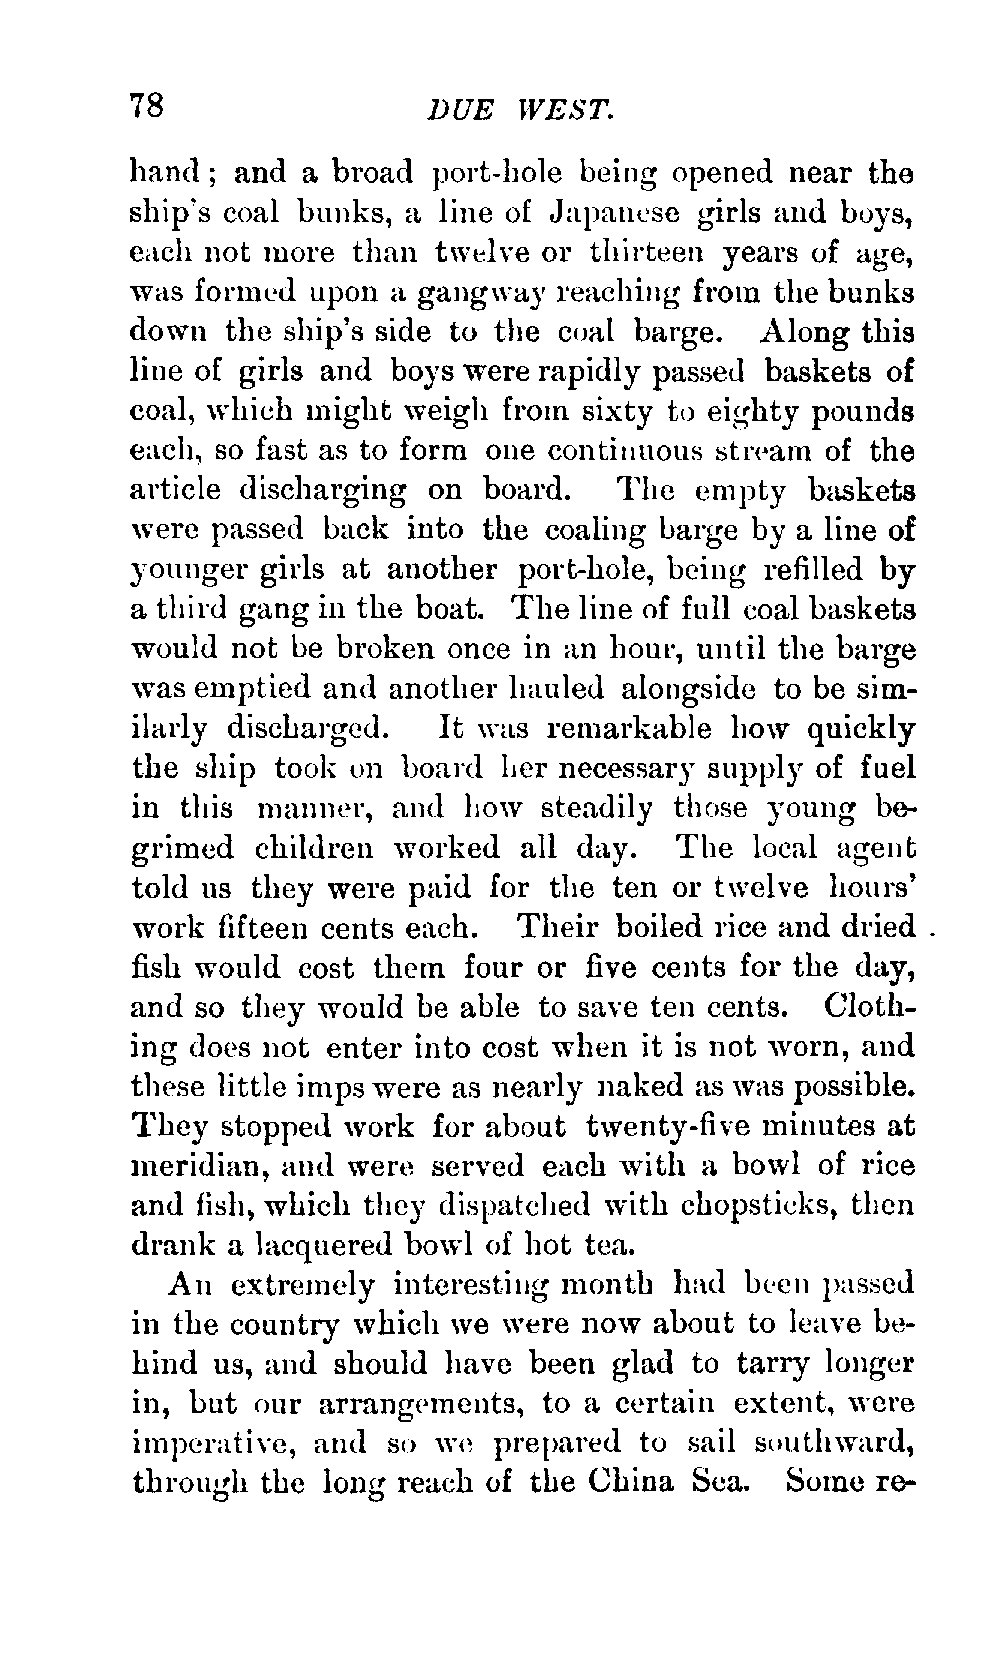 78 DUE WEST.
hand ; and a broad port-hole being opened near the
ship's coal bunks, a line of Japanese girls and boys,
each not more than twelve or thirteen years of age,
was formed upon a gangway reaching from the bunks
down the ship's side to the coal barge. Along this
line of girls and boys were rapidly passed baskets of
coal, which might weigh from sixty to eighty pounds
each, so fast as to form one continuous stream of the
article discharging on board. The empty baskets
were passed back into the coaling barge by a line of
younger girls at another port-hole, being refilled by
a third gang in the boat. The line of full coal baskets
would not be broken once in an hour, until the barge
was emptied and another hauled alongside to be sim-
ilarly discharged. It was remarkable how quickly
the ship took on board her necessary supply of fuel
in this manner, and how steadily those young be-
grimed children worked all day. The local agent
told us they were paid for the ten or twelve hours'
work fifteen cents each. Their boiled rice and dried .
fish would cost them four or five cents for the day,
and so they would be able to save ten cents. Cloth-
ing does not enter into cost when it is not worn, and
these little imps were as nearly naked as was possible.
They stopped work for about twenty-five minutes at
meridian, and were served each with a bowl of rice
and fish, which they dispatched with chopsticks, then
drank a lacquered bowl of hot tea.
An extremely interesting month had been passed
in the country which we were now about to leave be-
hind us, and should have been glad to tarry longer
in, but our arrangements, to a certain extent, were
imperative, and so we prepared to sail southward,
through the long reach of the China Sea. Some re-